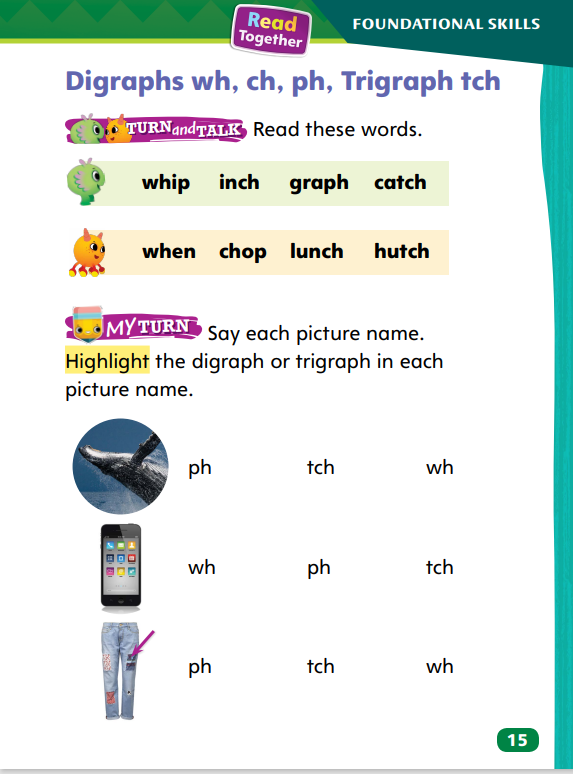 Read
Together
FOUNDATIONAL SKILLS
Digraphs wh, ch, ph, Trigraph tch
TURN and TALK Read these words.
whip inch graph catch
when chop lunch hutch
MY TURN Say each picture name.
Highlight the digraph or trigraph in each
picture name.
ph tch wh
wh ph tch
ph tch wh
15